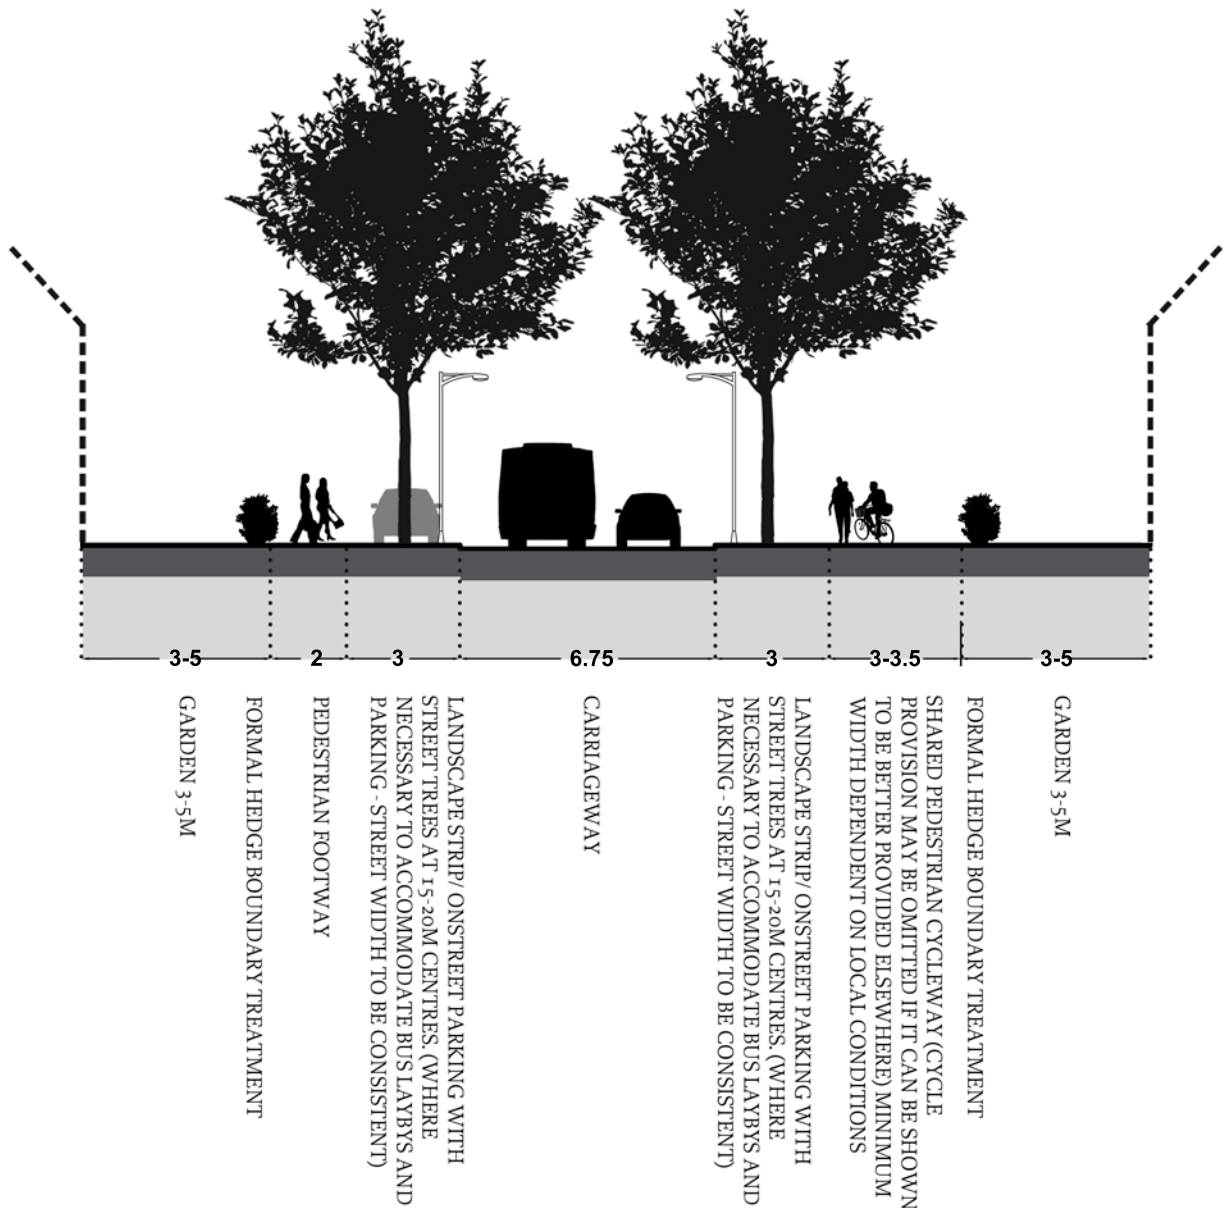 3-5
2
3
6.75
3
3-3.5
3-5
GARDEN 3-5M
FORMAL HEDGE BOUNDARY TREATMENT
PEDESTRIAN FOOTWAY
LANDSCAPE STRIP/ ONSTREET PARKING WITH
STREET TREES AT 15-20M CENTRES. (WHERE
NECESSARY TO ACCOMMODATE BUS LAYBYS AND
PARKING - STREET WIDTH TO BE CONSISTENT)
CARRIAGEWAY
LANDSCAPE STRIP/ ONSTREET PARKING WITH
STREET TREES AT 15-20M CENTRES. (WHERE
NECESSARY TO ACCOMMODATE BUS LAYBYS AND
PARKING - STREET WIDTH TO BE CONSISTENT)
SHARED PEDESTRIAN CYCLEWAY (CYCLE
PROVISION MAY BE OMITTED IF IT CAN BE SHOWN
TO BE BETTER PROVIDED ELSEWHERE) MINIMUM
WIDTH DEPENDENT ON LOCAL CONDITIONS
FORMAL HEDGE BOUNDARY TREATMENT
GARDEN 3-5M